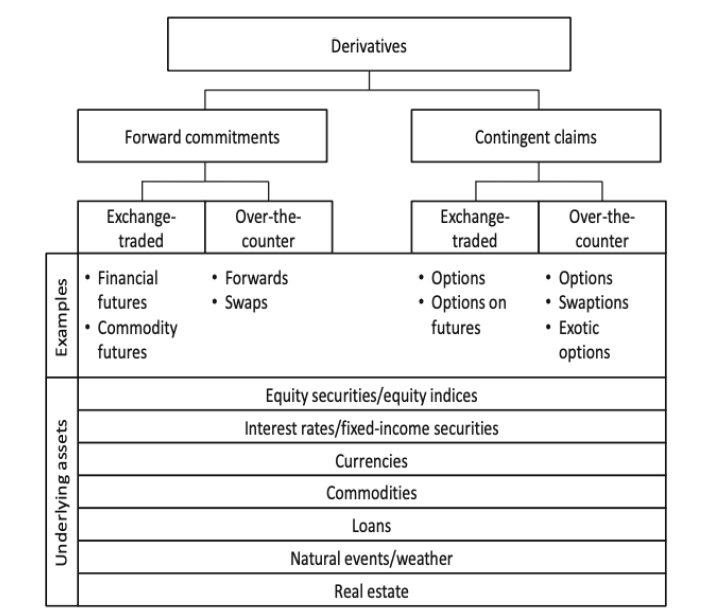 Derivatives
Forward commitments
Contingent claims
Exchange-
traded
Over-the-
counter
Exchange-
traded
Over-the-
counter
Examples
• Financial
futures
• Commodity
futures
• Forwards
• Swaps
• Options
• Options on
futures
• Options
• Swaptions
• Exotic
options
Underlying assets
Equity securities/equity indices
Interest rates/fixed-income securities
Currencies
Commodities
Loans
Natural events/weather
Real estate